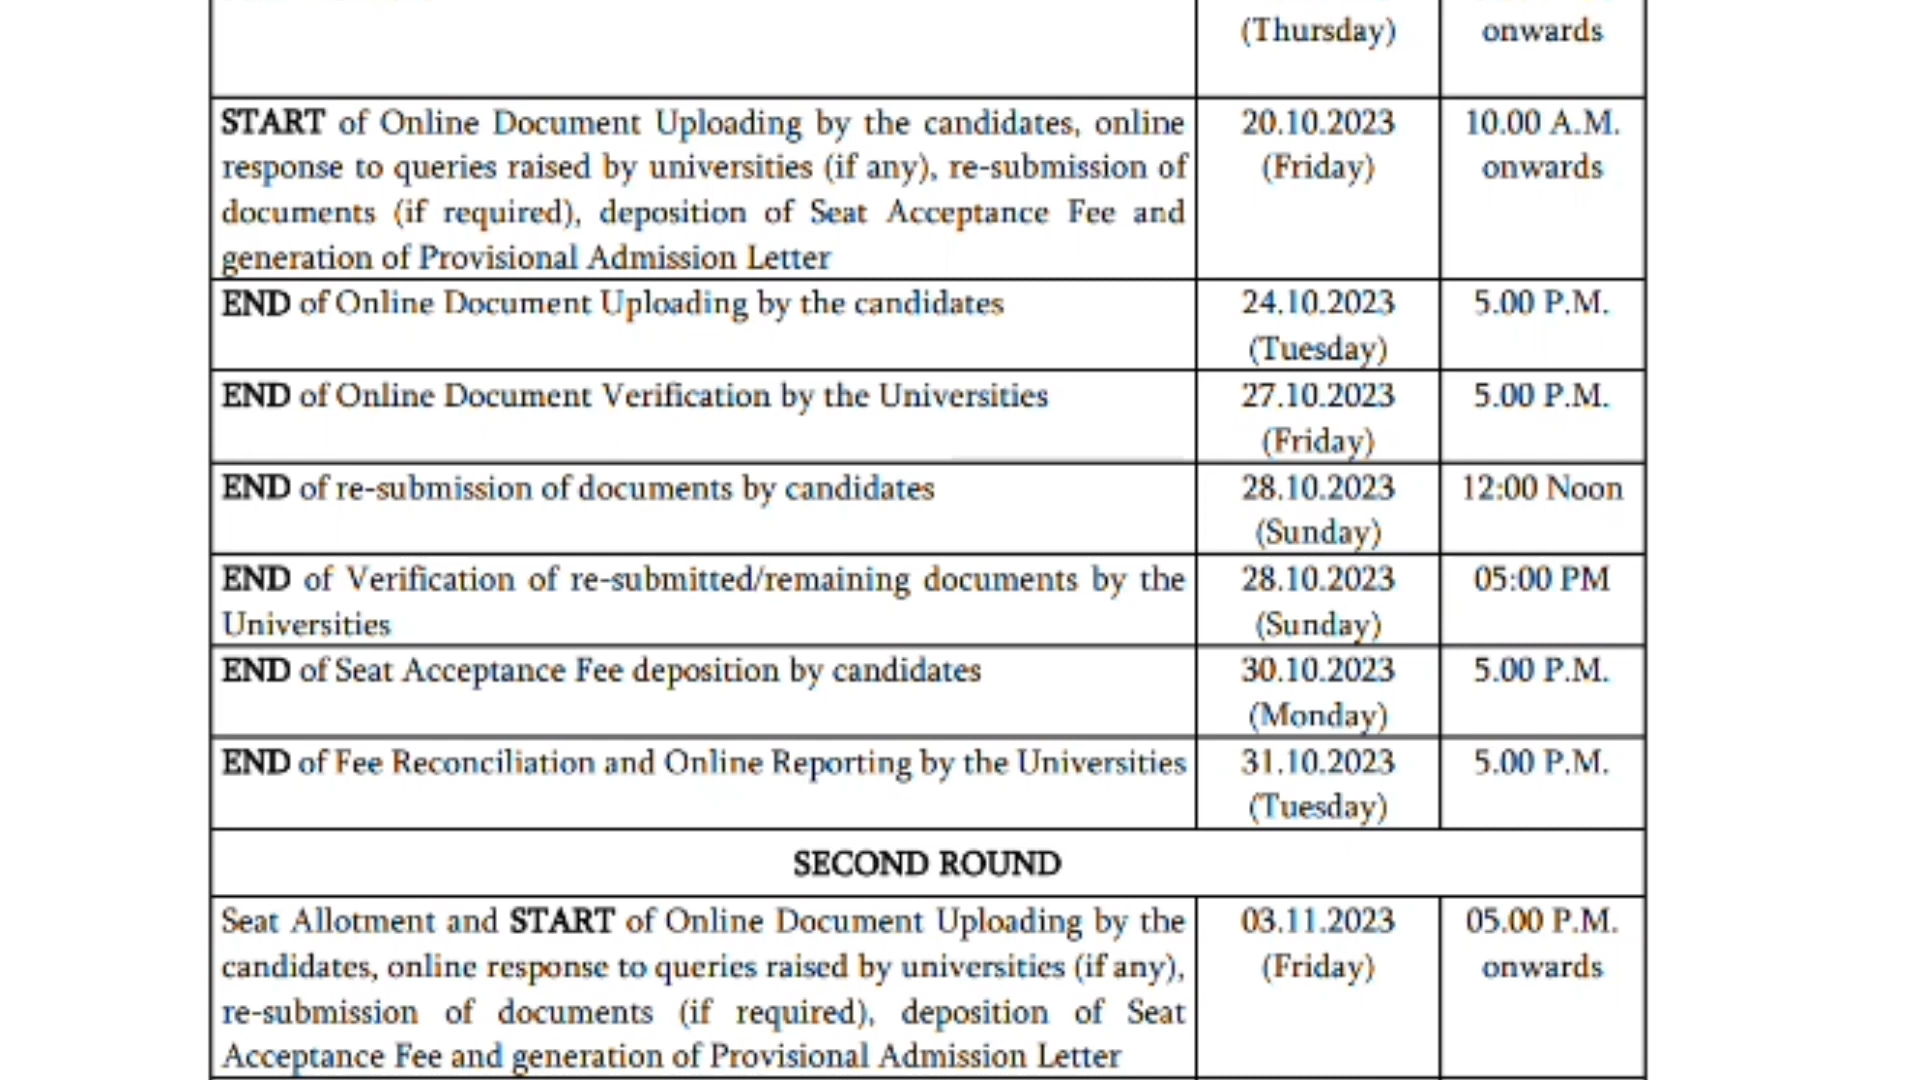 (Thursday)
onwards
START of Online Document Uploading by the candidates, online
response to queries raised by universities (if any), re-submission of
documents (if required), deposition of Seat Acceptance Fee and
generation of Provisional Admission Letter
20.10.2023
(Friday)
10.00 A.M.
onwards
END of Online Document Uploading by the candidates
24.10.2023
(Tuesday)
5.00 P.M.
END of Online Document Verification by the Universities
27.10.2023
(Friday)
5.00 P.M.
END of re-submission of documents by candidates
28.10.2023
(Sunday)
12:00 Noon
END of Verification of re-submitted/remaining documents by the
Universities
28.10.2023
(Sunday)
05:00 PM
END of Seat Acceptance Fee deposition by candidates
30.10.2023
(Monday)
5.00 P.M.
END of Fee Reconciliation and Online Reporting by the Universities
31.10.2023
(Tuesday)
5.00 P.M.
SECOND ROUND
Seat Allotment and START of Online Document Uploading by the
candidates, online response to queries raised by universities (if any),
re-submission of documents (if required), deposition of Seat
Acceptance Fee and generation of Provisional Admission Letter
03.11.2023
(Friday)
05.00 P.M.
onwards